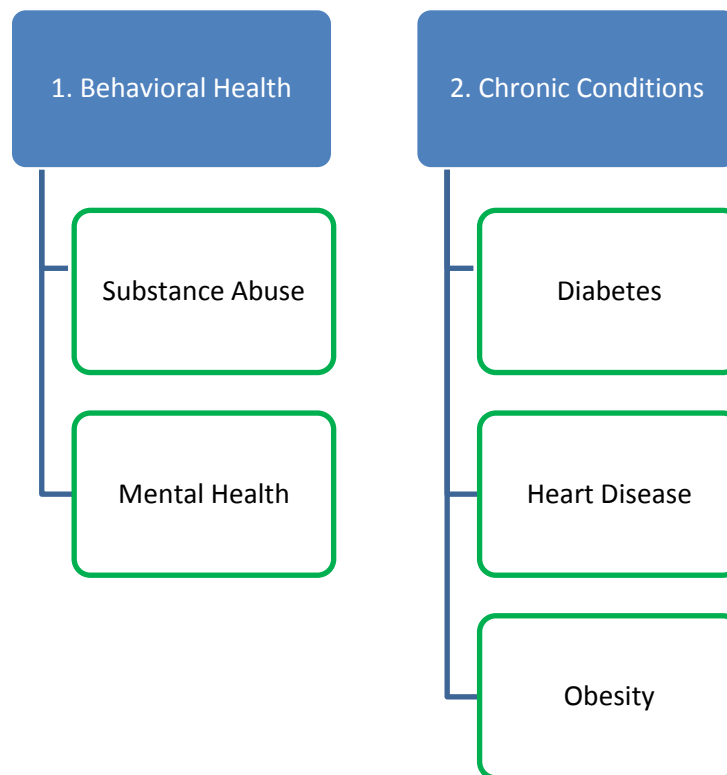 1. Behavioral Health
Substance Abuse
Mental Health
2. Chronic Conditions
Diabetes
Heart Disease
Obesity